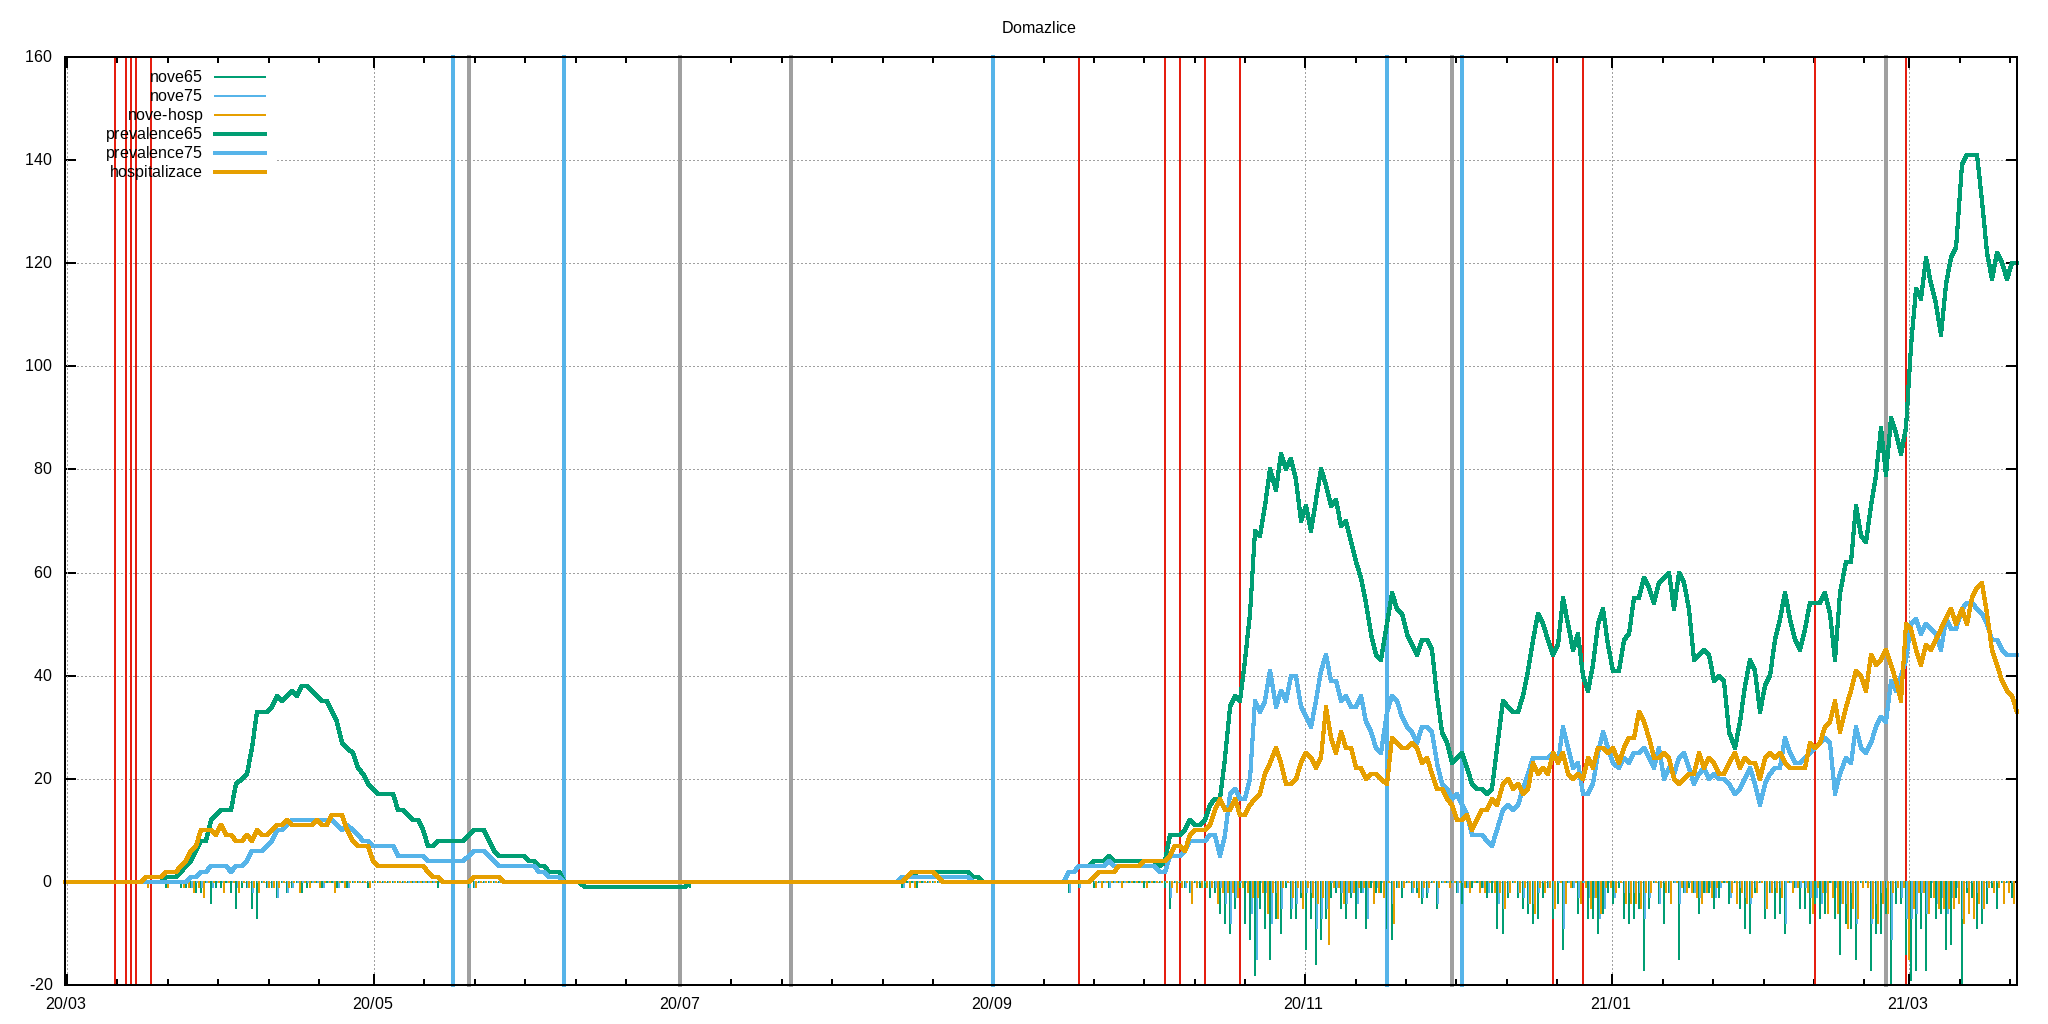 Domazlice
160
140
120
100
80
60
40
20
0
-20
nove65
nove75
nove-hosp
prevalence65
prevalence75
hospitalizace
20/03 20/05 20/07 20/09 20/11 21/01 21/03